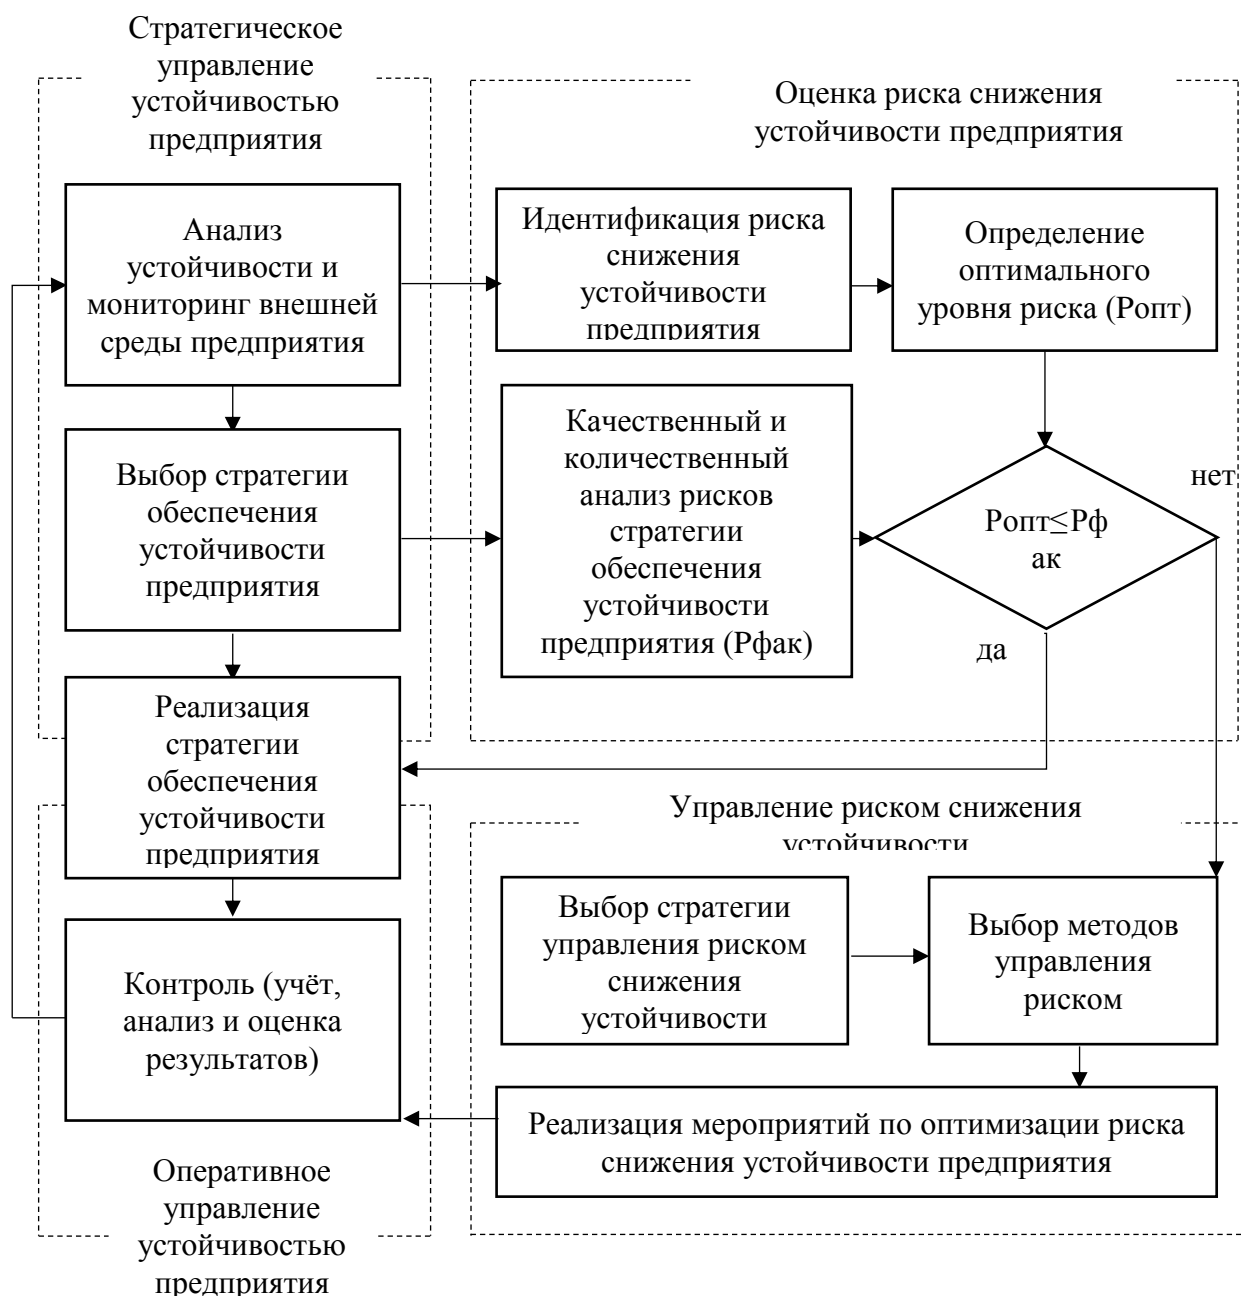 Стратегическое
управление
устойчивостью
предприятия
Оценка риска снижения
устойчивости предприятия
Анализ
устойчивости и
мониторинг внешней
среды предприятия
Идентификация риска
снижения
устойчивости
предприятия
Определение
оптимального
уровня риска (Ропт)
Выбор стратегии
обеспечения
устойчивости
предприятия
Качественный и
количественный
анализ рисков
стратегии
обеспечения
устойчивости
предприятия (Рфак)
Ропт≤Рф
ак
нет
да
Реализация
стратегии
обеспечения
устойчивости
предприятия
Управление риском снижения
устойчивости
Выбор стратегии
управления риском
снижения
устойчивости
Выбор методов
управления
риском
Контроль (учёт,
анализ и оценка
результатов)
Реализация мероприятий по оптимизации риска
снижения устойчивости предприятия
Оперативное
управление
устойчивостью
предприятия